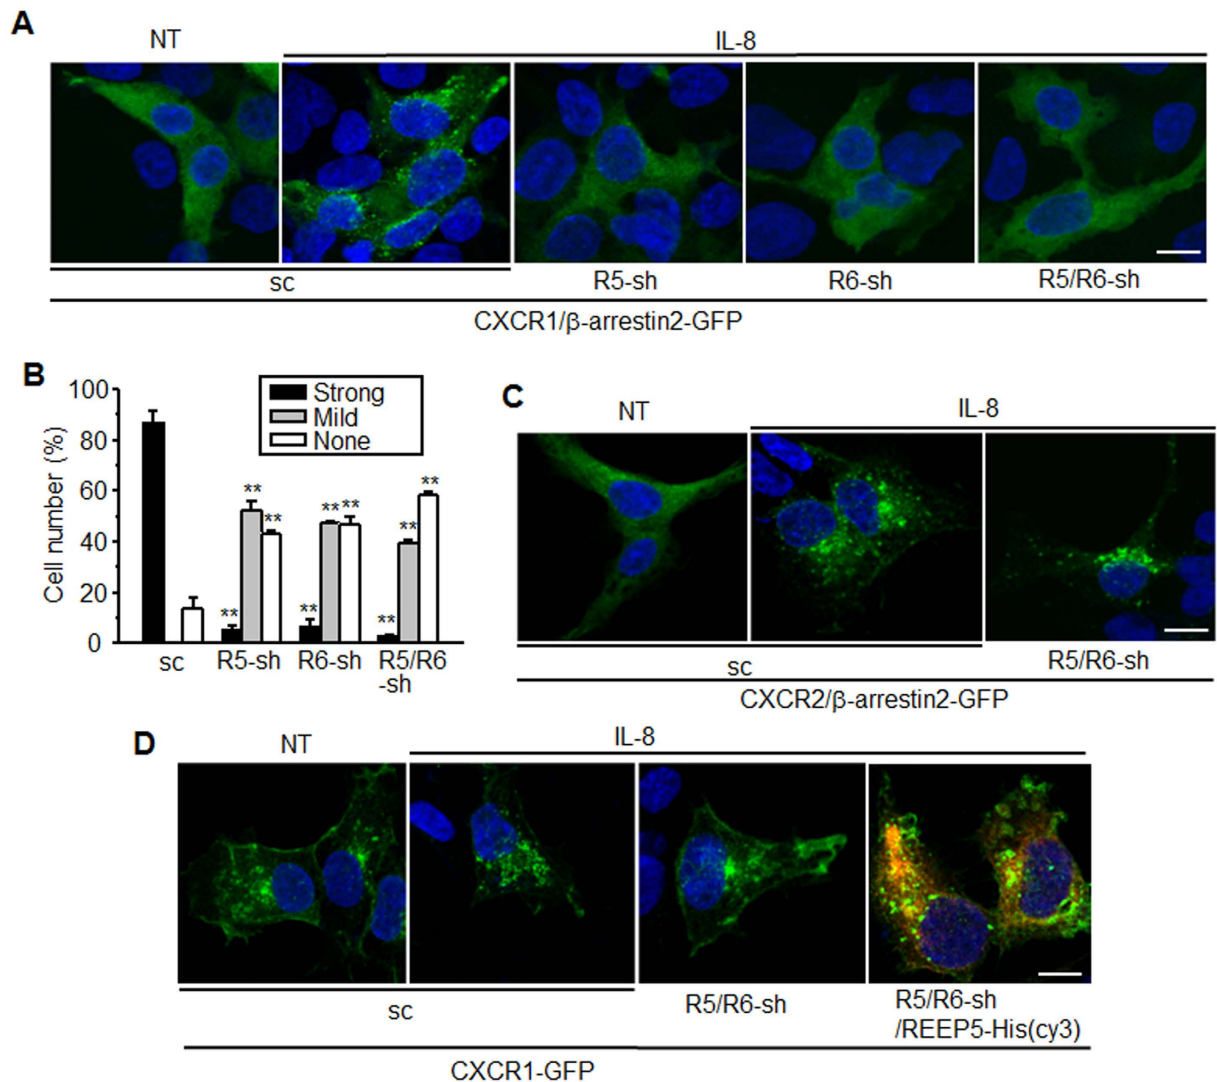 A
NT
IL-8
sc
R5-sh
R6-sh
R5/R6-sh
CXCR1/β-arrestin2-GFP
B
Cell number (%)
100
80
60
40
20
0
Strong
Mild
None
**
**
**
**
**
**
**
**
**
sc
R5-sh
R6-sh
R5/R6
-sh
C
NT
IL-8
sc
R5/R6-sh
CXCR2/β-arrestin2-GFP
D
NT
IL-8
sc
R5/R6-sh
R5/R6-sh
/REEP5-His(cy3)
CXCR1-GFP